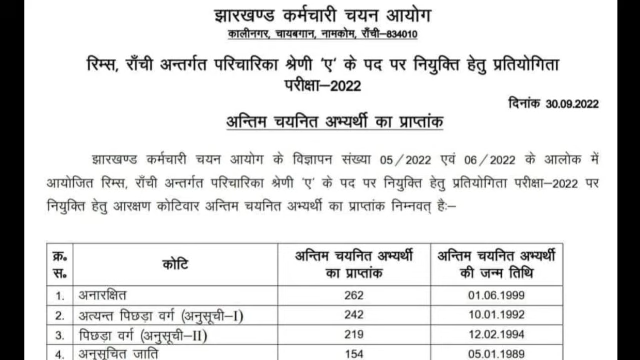 झारखण्ड कर्मचारी चयन आयोग
कालीनगर, चायबगान, नामकोम, राँची–834010
रिम्स, राँची अन्तर्गत परिचारिका श्रेणी 'ए' के पद पर नियुक्ति हेतु प्रतियोगिता
परीक्षा–2022
दिनांक 30.09.2022
अन्तिम चयनित अभ्यर्थी का प्राप्तांक
झारखण्ड कर्मचारी चयन आयोग के विज्ञापन संख्या 05/2022 एवं 06/2022 के आलोक में
आयोजित रिम्स, राँची अन्तर्गत परिचारिका श्रेणी 'ए' के पद पर नियुक्ति हेतु प्रतियोगिता परीक्षा–2022 पर
नियुक्ति हेतु आरक्षण कोटिवार अन्तिम चयनित अभ्यर्थी का प्राप्तांक निम्नवत् हैः–
क्र. स. कोटि अन्तिम चयनित अभ्यर्थी का प्राप्तांक अन्तिम चयनित अभ्यर्थी की जन्म तिथि
1. अनारक्षित 262 01.06.1999
2. अत्यन्त पिछड़ा वर्ग (अनुसूची–I) 242 10.01.1992
3. पिछड़ा वर्ग (अनुसूची–II) 219 12.02.1994
4. अनुसूचित जाति 154 05.01.1989